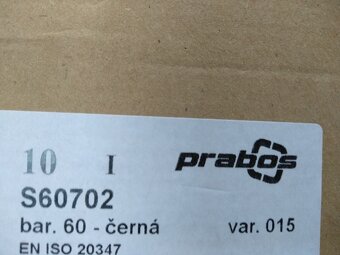 10 I prabos
S60702
bar. 60 - černá var. 015
EN ISO 20347